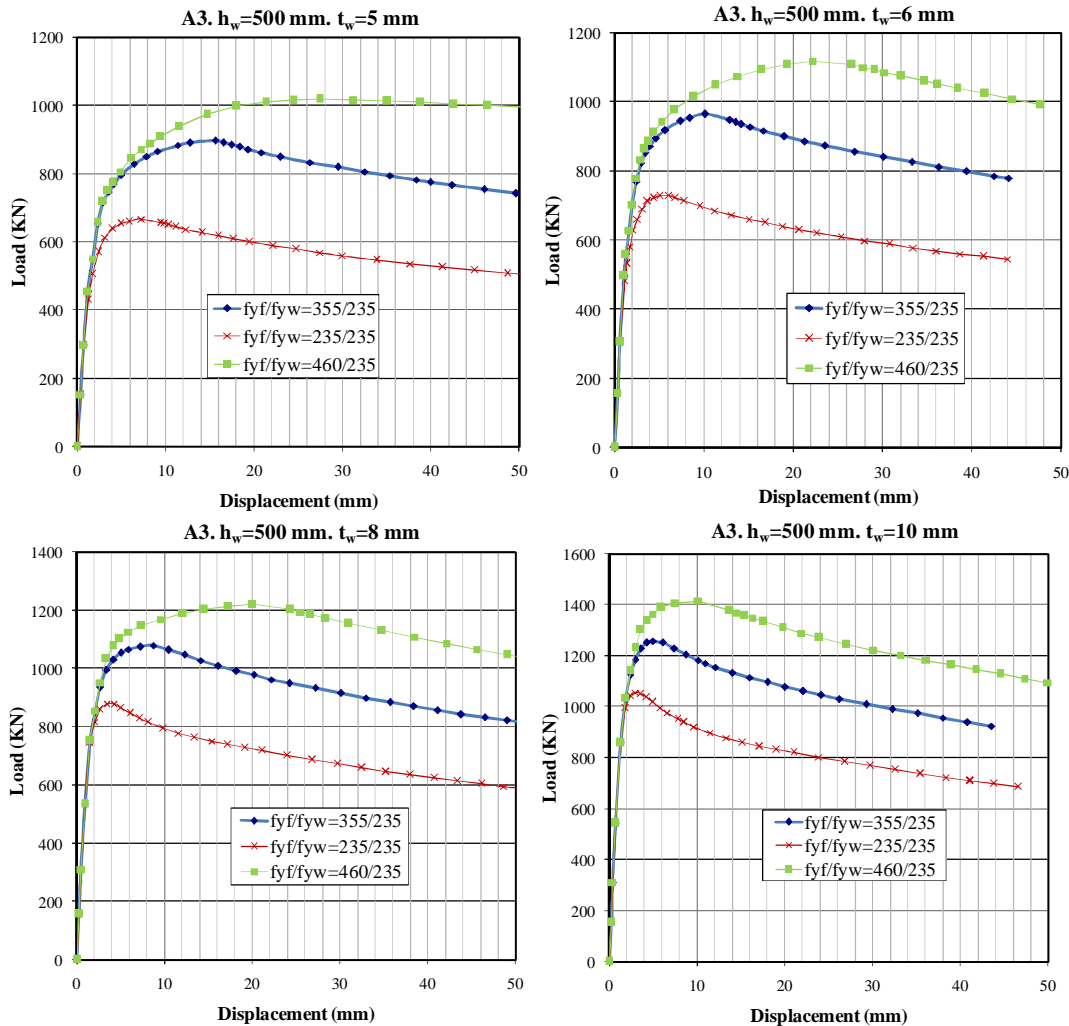 A3. hw=500 mm. tw=5 mm
1200
1000
800
600
400
200
0
Load (KN)
fyf/fyw=355/235
fyf/fyw=235/235
fyf/fyw=460/235
0 10 20 30 40 50
Displacement (mm)
A3. hw=500 mm. tw=6 mm
1200
1000
800
600
400
200
0
Load (KN)
fyf/fyw=355/235
fyf/fyw=235/235
fyf/fyw=460/235
0 10 20 30 40 50
Displacement (mm)
A3. hw=500 mm. tw=8 mm
1400
1200
1000
800
600
400
200
0
Load (KN)
fyf/fyw=355/235
fyf/fyw=235/235
fyf/fyw=460/235
0 10 20 30 40 50
Displacement (mm)
A3. hw=500 mm. tw=10 mm
1600
1400
1200
1000
800
600
400
200
0
Load (KN)
fyf/fyw=355/235
fyf/fyw=235/235
fyf/fyw=460/235
0 10 20 30 40 50
Displacement (mm)